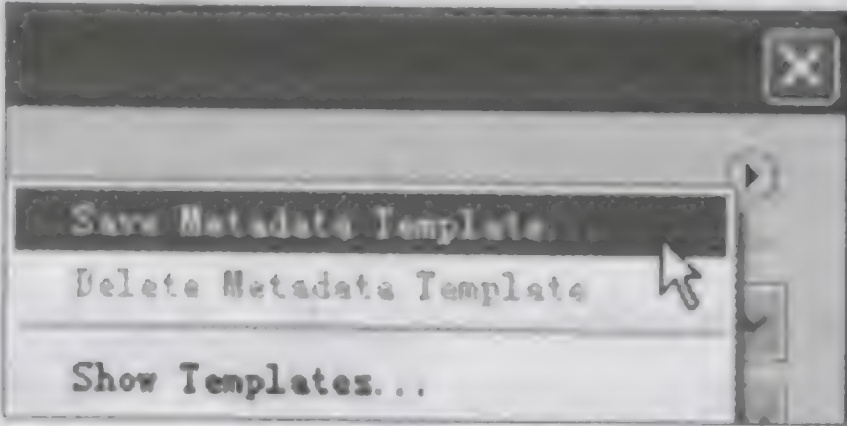 Save Metadata Template...
Delete Metadata Template
Show Templates...